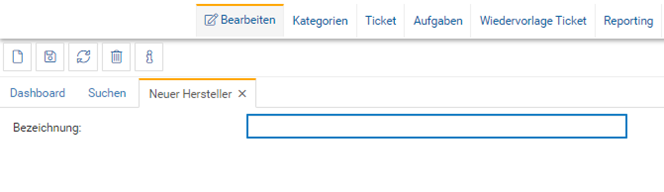 Bearbeiten Kategorien Ticket Aufgaben Wiedervorlage Ticket Reporting
Dashboard Suchen Neuer Hersteller
Bezeichnung: